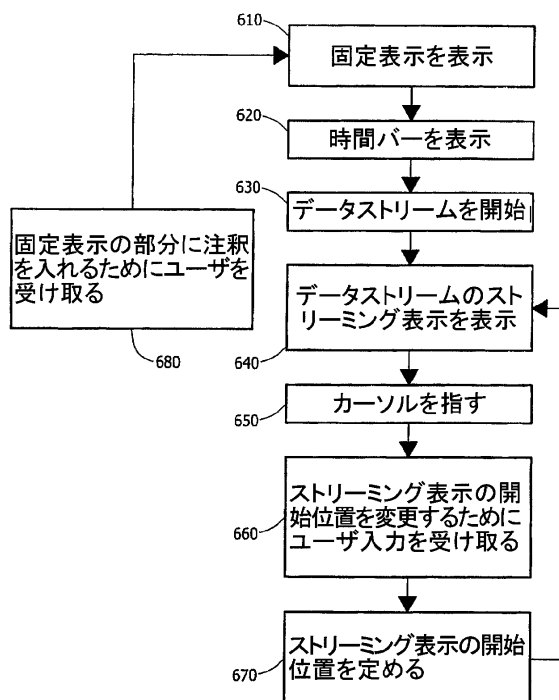 610
固定表示を表示
620
時間バーを表示
630
データストリームを開始
固定表示の部分に注釈
を入れるためにユーザを
受け取る
680
データストリームのスト
リーミング表示を表示
640
カーソルを指す
650
ストリーミング表示の開
始位置を変更するために
ユーザ入力を受け取る
660
ストリーミング表示の開始
位置を定める
670